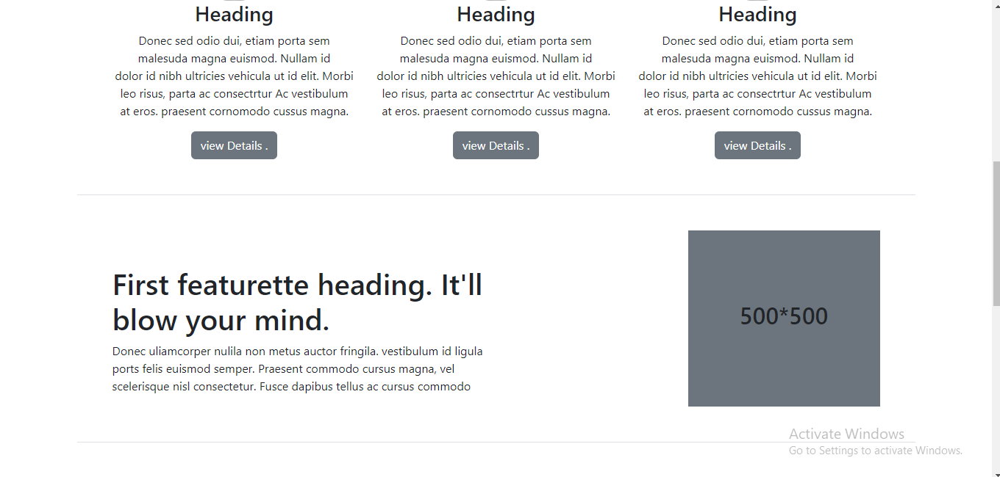 Heading
Donec sed odio dui, etiam porta sem
malesuda magna euismod. Nullam id
dolor id nibh ultricies vehicula ut id elit. Morbi
leo risus, parta ac consectrtur Ac vestibulum
at eros. praesent cornomodo cussus magna.
view Details .
Heading
Donec sed odio dui, etiam porta sem
malesuda magna euismod. Nullam id
dolor id nibh ultricies vehicula ut id elit. Morbi
leo risus, parta ac consectrtur Ac vestibulum
at eros. praesent cornomodo cussus magna.
view Details .
Heading
Donec sed odio dui, etiam porta sem
malesuda magna euismod. Nullam id
dolor id nibh ultricies vehicula ut id elit. Morbi
leo risus, parta ac consectrtur Ac vestibulum
at eros. praesent cornomodo cussus magna.
view Details .
First featurette heading. It'll
blow your mind.
Donec uliamcorper nulila non metus auctor fringila. vestibulum id ligula
ports felis euismod semper. Praesent commodo cursus magna, vel
scelerisque nisl consectetur. Fusce dapibus tellus ac cursus commodo
500*500
Activate Windows
Go to Settings to activate Windows.